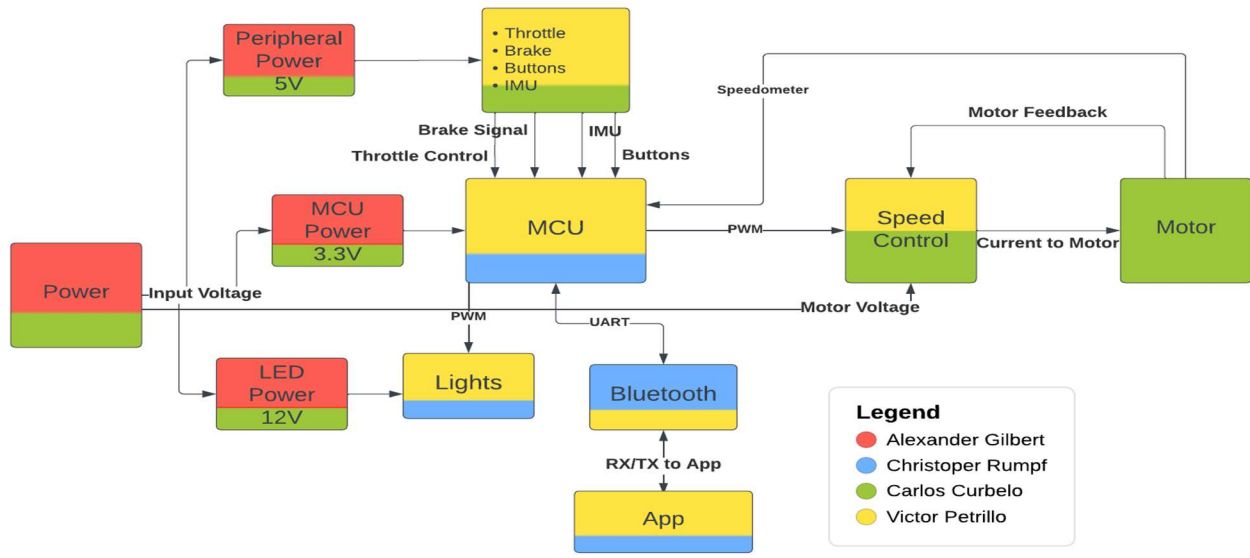 Peripheral
Power
5V
• Throttle
• Brake
• Buttons
• IMU
Speedometer
Motor Feedback
Brake Signal
IMU
Throttle Control
Buttons
MCU
Power
3.3V
MCU
PWM
Speed
Control
Current to Motor
Motor
Power
Input Voltage
Motor Voltage
PWM
UART
LED
Power
12V
Lights
Bluetooth
RX/TX to App
App
Legend
Alexander Gilbert
Christoper Rumpf
Carlos Curbelo
Victor Petrillo